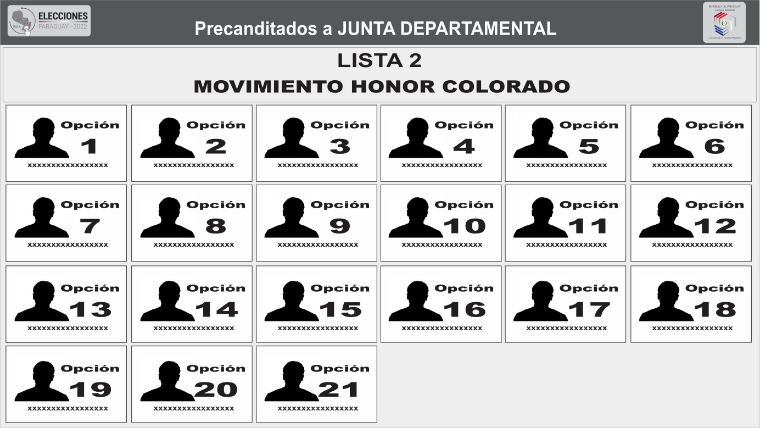 ELECCIONES
PARAGUAY - 2022
Precanditados a JUNTA DEPARTAMENTAL
LISTA 2
MOVIMIENTO HONOR COLORADO
Opción
1
xxxxxxxxxxxxxxxxx
Opción
2
xxxxxxxxxxxxxxxxx
Opción
3
xxxxxxxxxxxxxxxxx
Opción
4
xxxxxxxxxxxxxxxxx
Opción
5
xxxxxxxxxxxxxxxxx
Opción
6
xxxxxxxxxxxxxxxxx
Opción
7
xxxxxxxxxxxxxxxxx
Opción
8
xxxxxxxxxxxxxxxxx
Opción
9
xxxxxxxxxxxxxxxxx
Opción
10
xxxxxxxxxxxxxxxxx
Opción
11
xxxxxxxxxxxxxxxxx
Opción
12
xxxxxxxxxxxxxxxxx
Opción
13
xxxxxxxxxxxxxxxxx
Opción
14
xxxxxxxxxxxxxxxxx
Opción
15
xxxxxxxxxxxxxxxxx
Opción
16
xxxxxxxxxxxxxxxxx
Opción
17
xxxxxxxxxxxxxxxxx
Opción
18
xxxxxxxxxxxxxxxxx
Opción
19
xxxxxxxxxxxxxxxxx
Opción
20
xxxxxxxxxxxxxxxxx
Opción
21
xxxxxxxxxxxxxxxxx